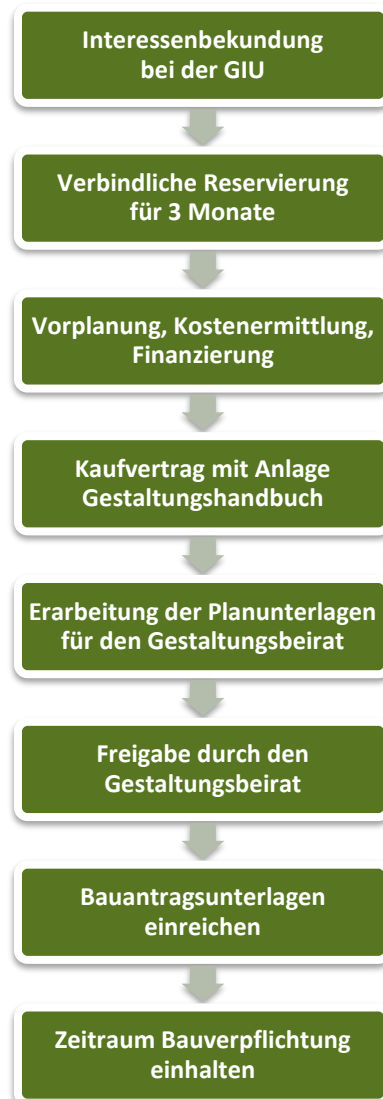 Interessenbekundung
bei der GIU
Verbindliche Reservierung
für 3 Monate
Vorplanung, Kostenermittlung,
Finanzierung
Kaufvertrag mit Anlage
Gestaltungshandbuch
Erarbeitung der Planunterlagen
für den Gestaltungsbeirat
Freigabe durch den
Gestaltungsbeirat
Bauantragsunterlagen
einreichen
Zeitraum Bauverpflichtung
einhalten